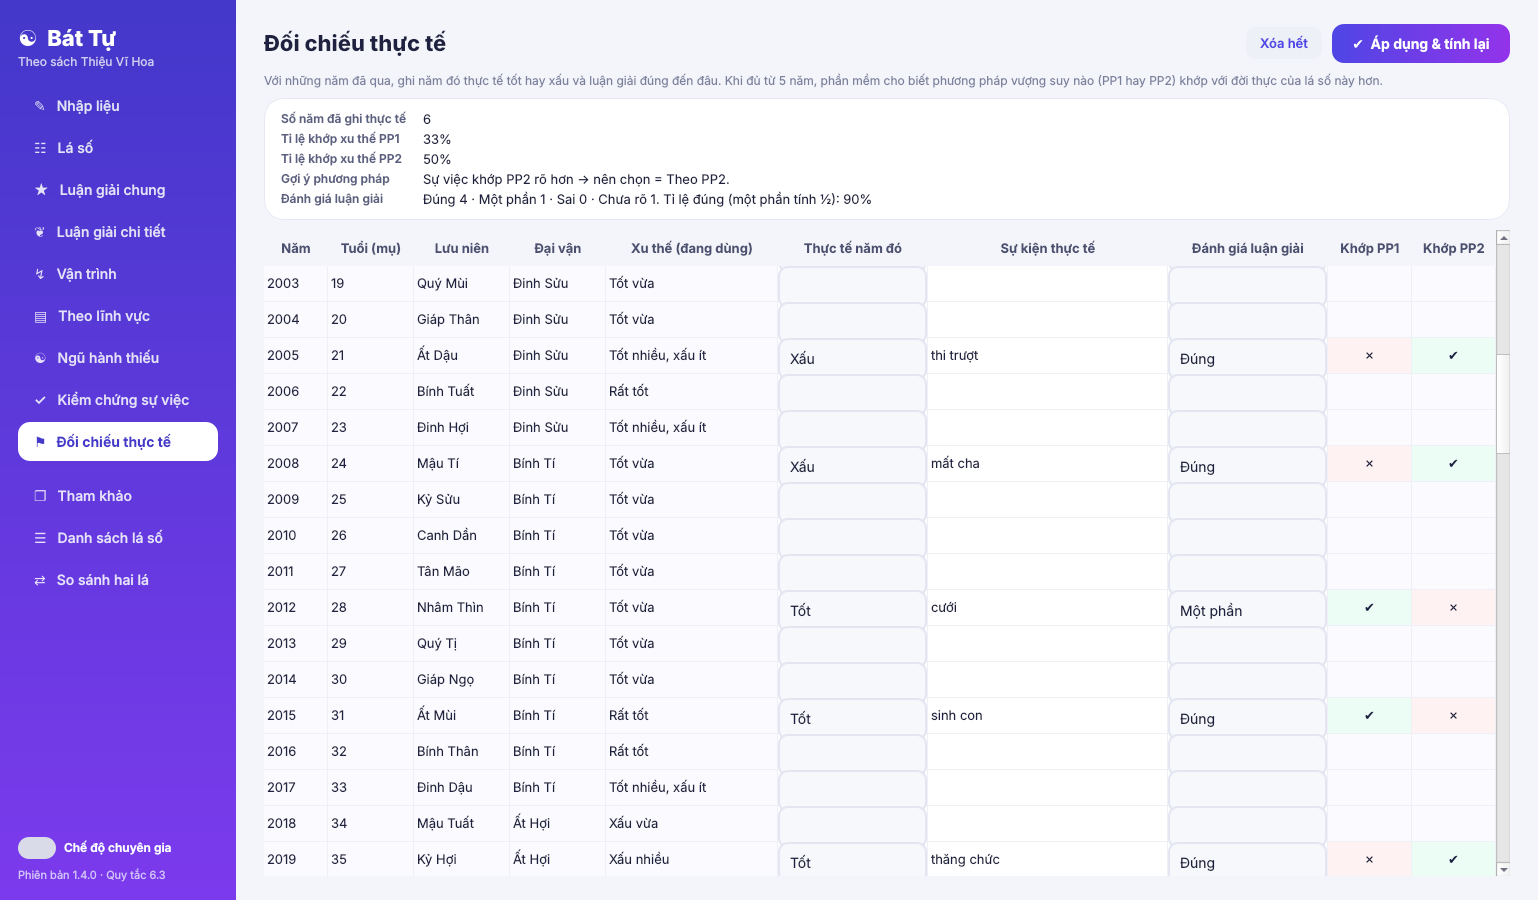 Bát Tự
Theo sách Thiệu Vĩ Hoa
Nhập liệu
Lá số
Luận giải chung
Luận giải chi tiết
Vận trình
Theo lĩnh vực
Ngũ hành thiếu
Kiểm chứng sự việc
Đối chiếu thực tế
Tham khảo
Danh sách lá số
So sánh hai lá
Chế độ chuyên gia
Phiên bản 1.4.0 · Quy tắc 6.3
Đối chiếu thực tế
Xóa hết
✔ Áp dụng & tính lại
Với những năm đã qua, ghi năm đó thực tế tốt hay xấu và luận giải đúng đến đâu. Khi đủ từ 5 năm, phần mềm cho biết phương pháp vượng suy nào (PP1 hay PP2) khớp với đời thực của lá số này hơn.
Số năm đã ghi thực tế 6
Tỉ lệ khớp xu thế PP1 33%
Tỉ lệ khớp xu thế PP2 50%
Gợi ý phương pháp Sự việc khớp PP2 rõ hơn → nên chọn = Theo PP2.
Đánh giá luận giải Đúng 4 · Một phần 1 · Sai 0 · Chưa rõ 1. Tỉ lệ đúng (một phần tính ½): 90%
Năm Tuổi (mụ) Lưu niên Đại vận Xu thế (đang dùng) Thực tế năm đó Sự kiện thực tế Đánh giá luận giải Khớp PP1 Khớp PP2
2003 19 Quý Mùi Đinh Sửu Tốt vừa
2004 20 Giáp Thân Đinh Sửu Tốt vừa
2005 21 Ất Dậu Đinh Sửu Tốt nhiều, xấu ít Xấu thi trượt Đúng × ✔
2006 22 Bính Tuất Đinh Sửu Rất tốt
2007 23 Đinh Hợi Đinh Sửu Tốt nhiều, xấu ít
2008 24 Mậu Tí Bính Tí Tốt vừa Xấu mất cha Đúng × ✔
2009 25 Kỷ Sửu Bính Tí Tốt vừa
2010 26 Canh Dần Bính Tí Tốt vừa
2011 27 Tân Mão Bính Tí Tốt vừa
2012 28 Nhâm Thìn Bính Tí Tốt vừa Tốt cưới Một phần ✔ ×
2013 29 Quý Tị Bính Tí Tốt vừa
2014 30 Giáp Ngọ Bính Tí Tốt vừa
2015 31 Ất Mùi Bính Tí Rất tốt Tốt sinh con Đúng ✔ ×
2016 32 Bính Thân Bính Tí Rất tốt
2017 33 Đinh Dậu Bính Tí Tốt nhiều, xấu ít
2018 34 Mậu Tuất Ất Hợi Xấu vừa
2019 35 Kỷ Hợi Ất Hợi Xấu nhiều Tốt thăng chức Đúng × ✔